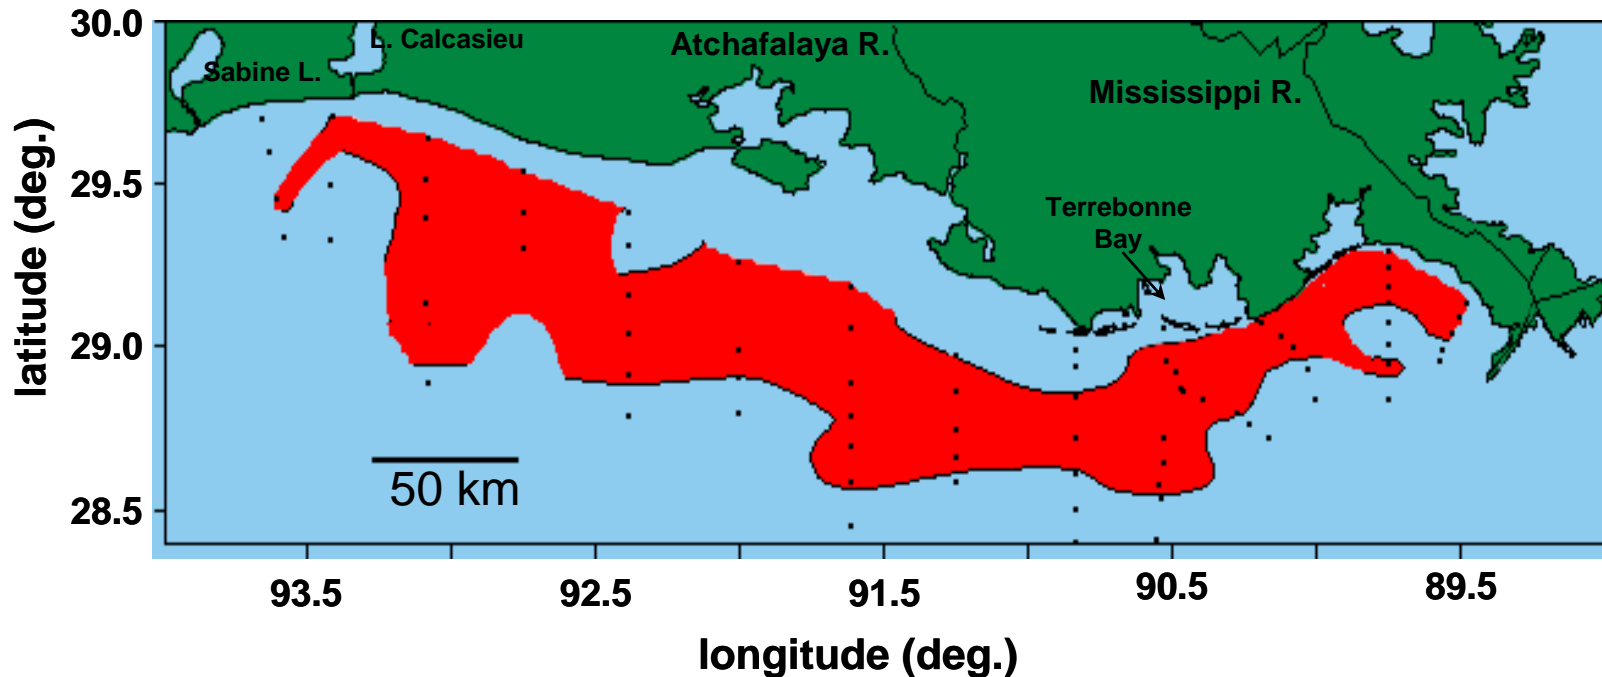 30.0
L. Calcasieu
Atchafalaya R.
Sabine L.
Mississippi R.
29.5
Terrebonne
Bay
29.0
50 km
28.5
93.5
92.5
91.5
90.5
89.5
latitude (deg.)
longitude (deg.)